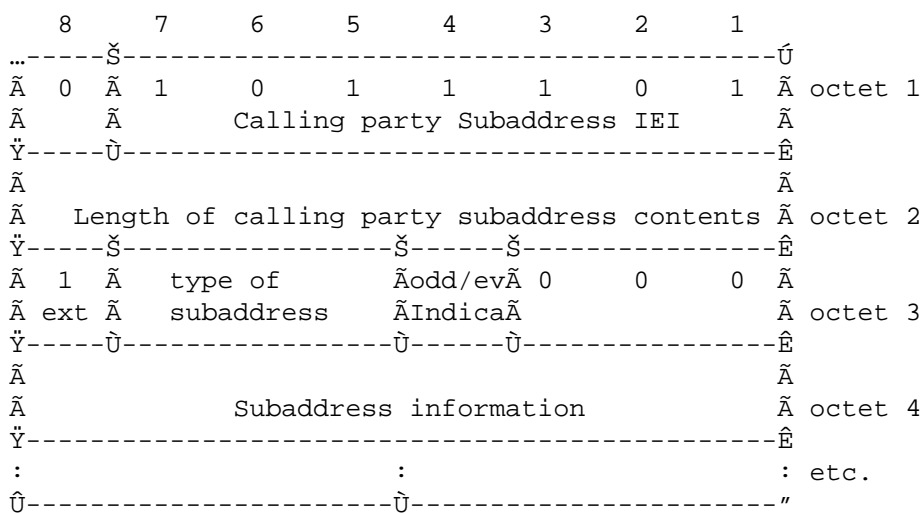 8 7 6 5 4 3 2 1
…-----Š-----------------------------------------Ú
Ã 0 Ã 1 0 1 1 1 0 1 Ã octet 1
Ã Ã Calling party Subaddress IEI Ã
Ÿ-----Ù-----------------------------------------Ê
Ã Ã
Ã Length of calling party subaddress contents Ã octet 2
Ÿ-----Š-----------------Š------Š----------------Ê
Ã 1 Ã type of Ãodd/evÃ 0 0 0 Ã
Ã ext Ã subaddress ÃIndicaÃ Ã octet 3
Ÿ-----Ù-----------------Ù------Ù----------------Ê
Ã Ã
Ã Subaddress information Ã octet 4
Ÿ-----------------------------------------------Ê
: : : etc.
Û-----------------------Ù-----------------------″